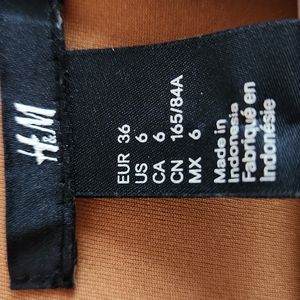 H&M
EUR 36
US 6
CA 6
CN 165/84A
MX 6
Made in
Indonesia
Fabriqué en
Indonésie